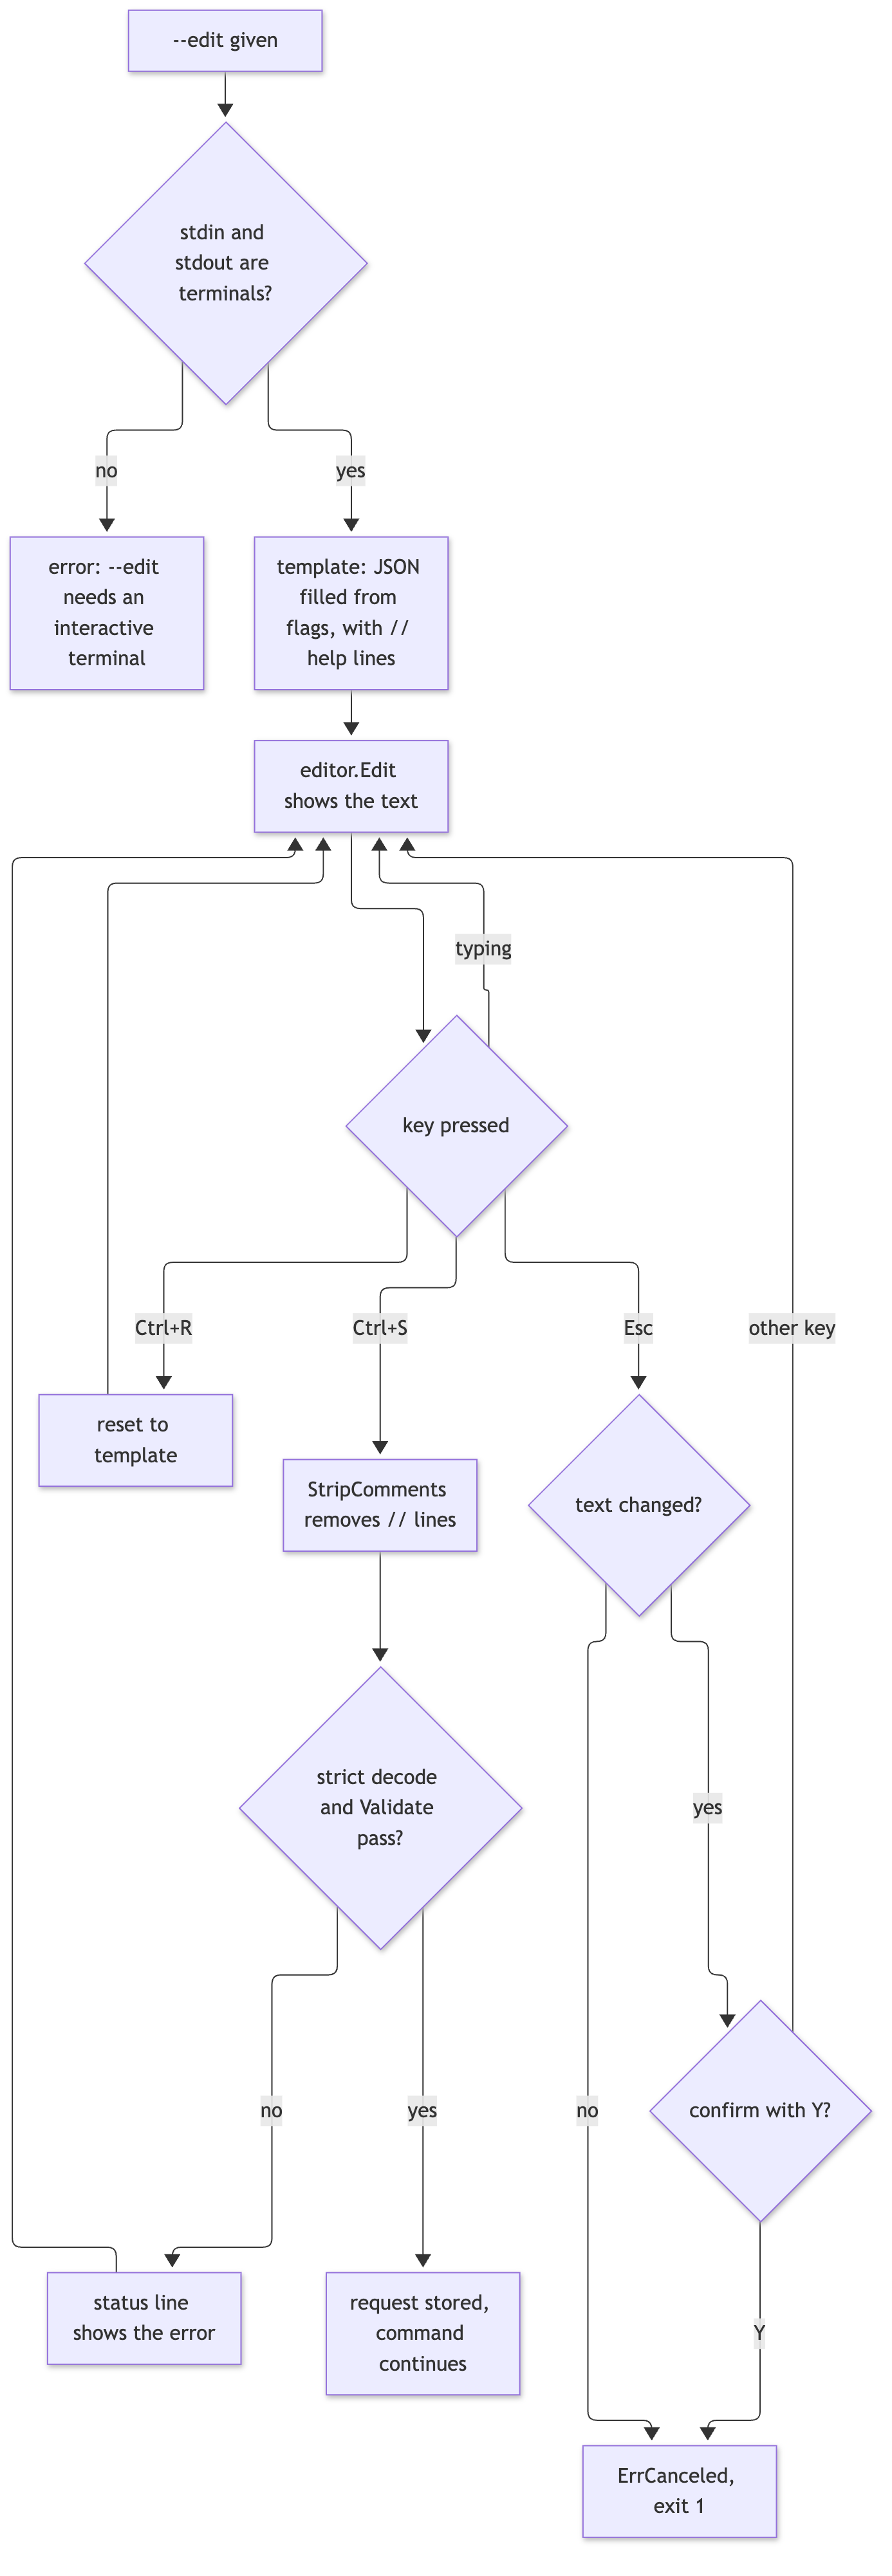 --edit given
stdin and
stdout are
terminals?
no
yes
error: --edit
needs an
interactive
terminal
template: JSON
filled from
flags, with //
help lines
editor.Edit
shows the text
typing
key pressed
Ctrl+R
Ctrl+S
Esc
other key
reset to
template
StripComments
removes // lines
text changed?
strict decode
and Validate
pass?
yes
no
yes
no
confirm with Y?
status line
shows the error
request stored,
command
continues
Y
ErrCanceled,
exit 1